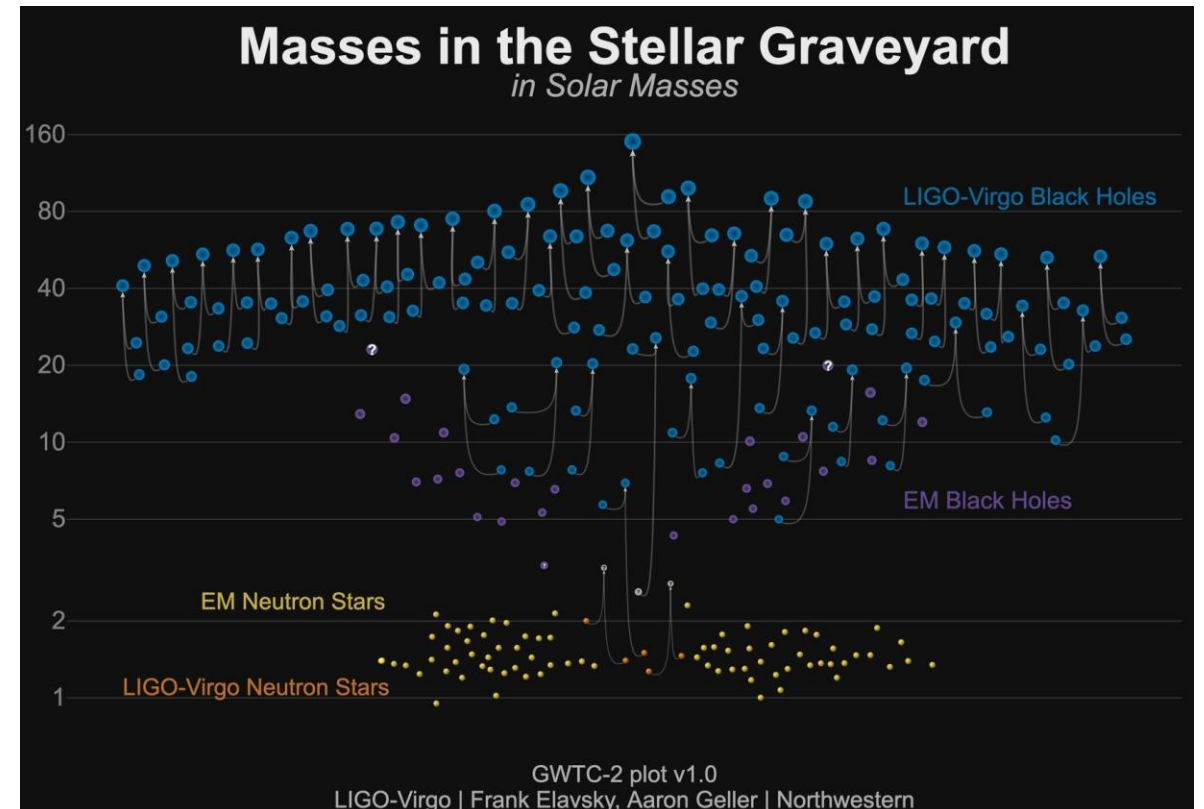 Masses in the Stellar Graveyard
in Solar Masses
160
80
LIGO-Virgo Black Holes
40
20
?
?
10
5
EM Black Holes
EM Neutron Stars
2
LIGO-Virgo Neutron Stars
1
GWTC-2 plot v1.0
LIGO-Virgo | Frank Elavsky, Aaron Geller | Northwestern